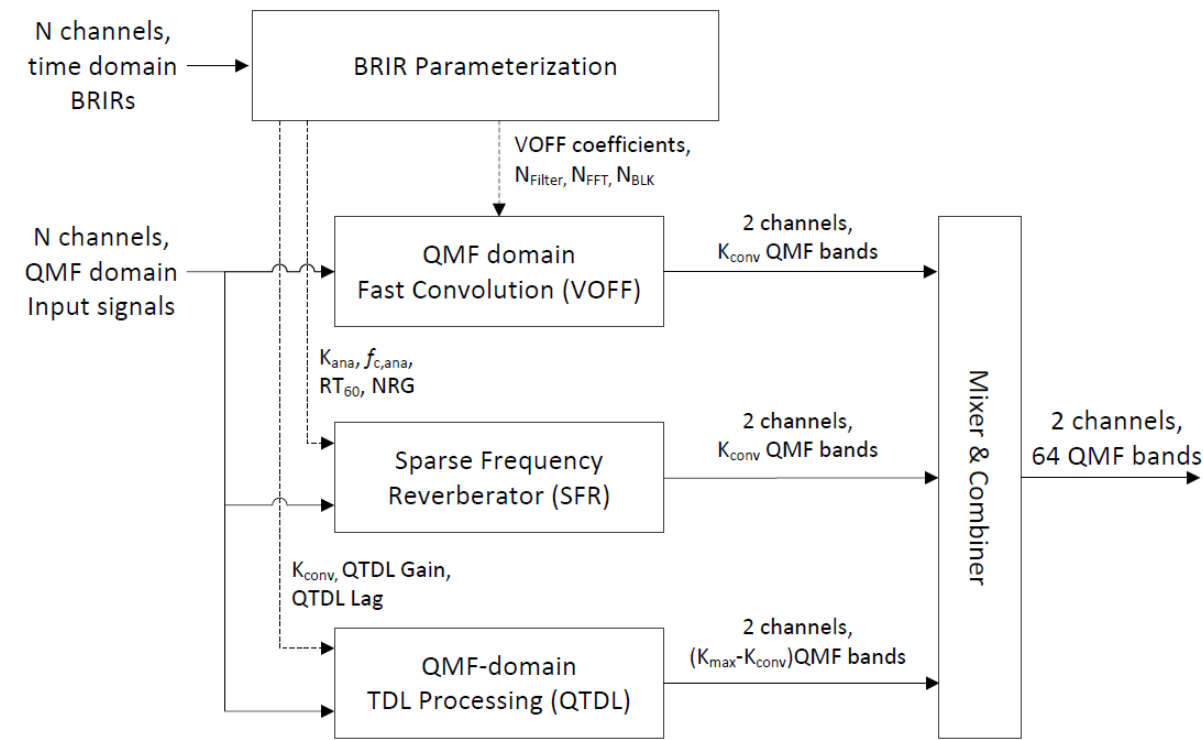 N channels,
time domain
BRIRs
BRIR Parameterization
VOFF coefficients,
NFilter, NFFT, NBLK
N channels,
QMF domain
Input signals
QMF domain
Fast Convolution (VOFF)
2 channels,
Kconv QMF bands
Kana, fc,ana,
RT60, NRG
Sparse Frequency
Reverberator (SFR)
2 channels,
Kconv QMF bands
Mixer & Combiner
2 channels,
64 QMF bands
Kconv, QTDL Gain,
QTDL Lag
QMF-domain
TDL Processing (QTDL)
2 channels,
(Kmax-Kconv)QMF bands